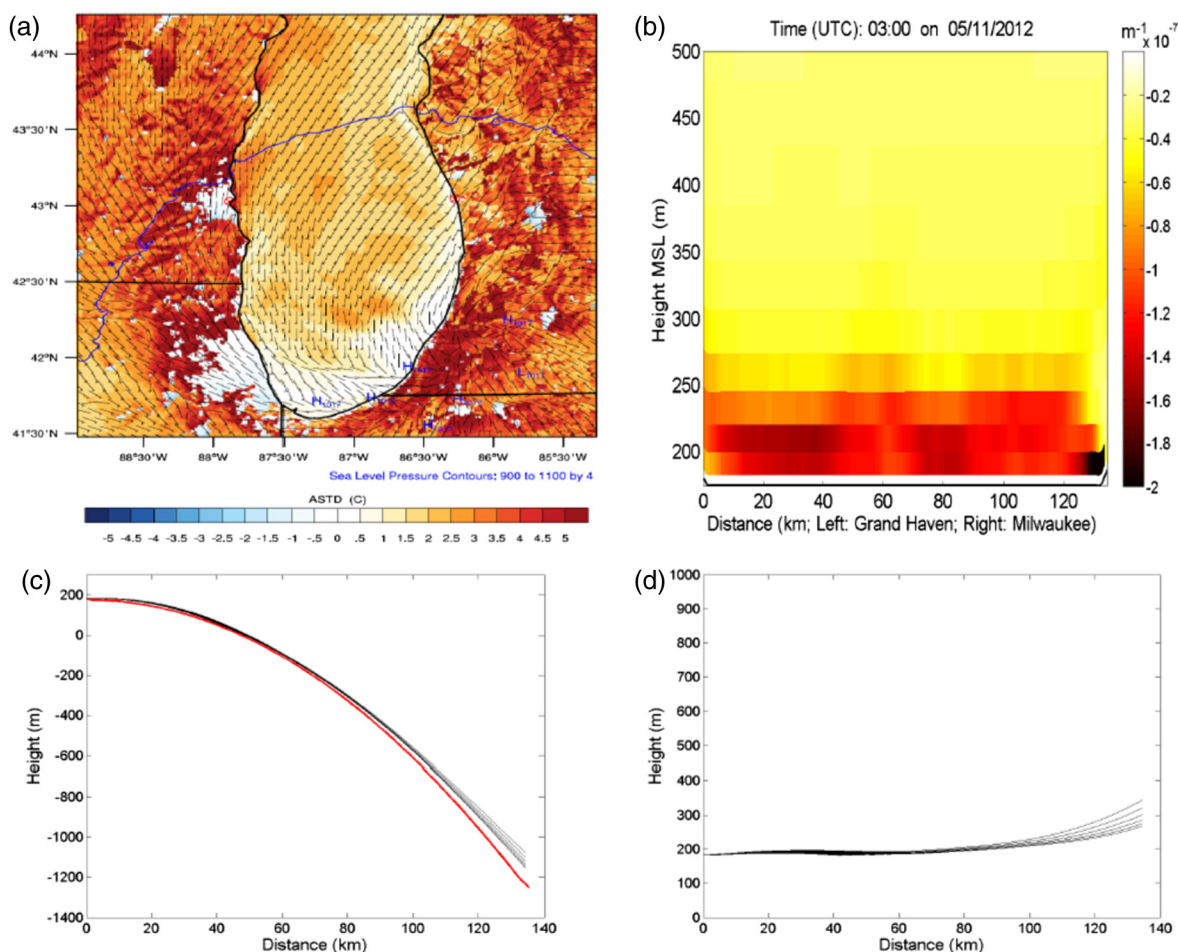 (a)
44°N
43°30'N
43°N
42°30'N
42°N
41°30'N
88°30'W 88°W 87°30'W 87°W 86°30'W 86°W 85°30'W
Sea Level Pressure Contours: 900 to 1100 by 4
ASTD (C)
-5 -4.5 -4 -3.5 -3 -2.5 -2 -1.5 -1 -.5 0 .5 1 1.5 2 2.5 3 3.5 4 4.5 5
(b)
Time (UTC): 03:00 on 05/11/2012
m⁻¹ x 10⁻⁷
Height MSL (m)
500
450
400
350
300
250
200
0 20 40 60 80 100 120
Distance (km; Left: Grand Haven; Right: Milwaukee)
-0.2
-0.4
-0.6
-0.8
-1
-1.2
-1.4
-1.6
-1.8
-2
(c)
Height (m)
200
0
-200
-400
-600
-800
-1000
-1200
-1400
0 20 40 60 80 100 120 140
Distance (km)
(d)
Height (m)
1000
900
800
700
600
500
400
300
200
100
0
0 20 40 60 80 100 120 140
Distance (km)